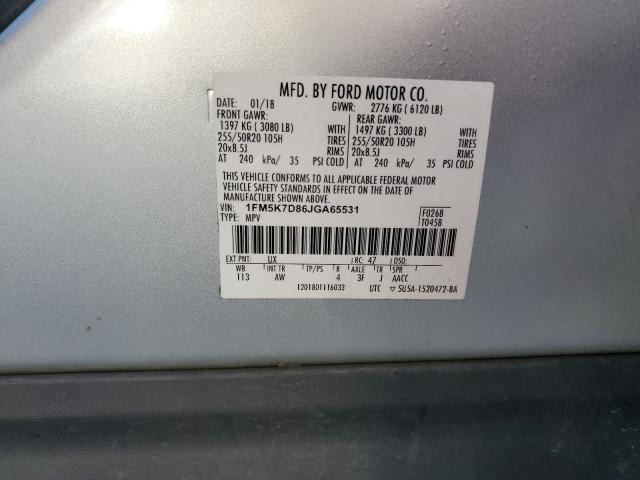 MFD. BY FORD MOTOR CO.
DATE: 01/18 GVWR: 2776 KG ( 6120 LB)
FRONT GAWR: REAR GAWR:
1397 KG ( 3080 LB) WITH 1497 KG ( 3300 LB) WITH
255/50R20 105H TIRES 255/50R20 105H TIRES
20x8.5J RIMS 20x8.5J RIMS
AT 240 kPa/ 35 PSI COLD AT 240 kPa/ 35 PSI COLD
THIS VEHICLE CONFORMS TO ALL APPLICABLE FEDERAL MOTOR
VEHICLE SAFETY STANDARDS IN EFFECT ON THE DATE OF
MANUFACTURE SHOWN ABOVE.
VIN: 1FM5K7D86JGA65531 F0268
TYPE: MPV T0458
EXT PNT: UX RC: 47 DSO:
WB INT TR TP/PS R AXLE TR SPR
113 AW 4 3F J AACC
1201801116033 UTC ▽ 5U5A-1520472-BA